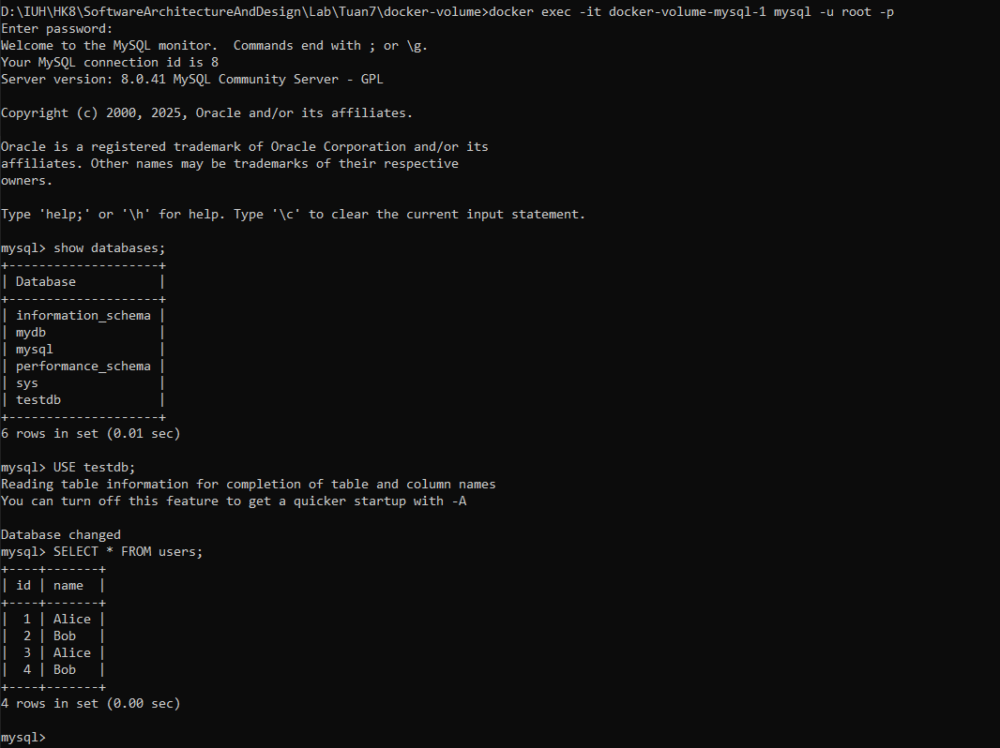 D:\IUH\HK8\SoftwareArchitectureAndDesign\Lab\Tuan7\docker-volume>docker exec -it docker-volume-mysql-1 mysql -u root -p
Enter password:
Welcome to the MySQL monitor.  Commands end with ; or \g.
Your MySQL connection id is 8
Server version: 8.0.41 MySQL Community Server - GPL

Copyright (c) 2000, 2025, Oracle and/or its affiliates.

Oracle is a registered trademark of Oracle Corporation and/or its
affiliates. Other names may be trademarks of their respective
owners.

Type 'help;' or '\h' for help. Type '\c' to clear the current input statement.

mysql> show databases;
+--------------------+
| Database           |
+--------------------+
| information_schema |
| mydb               |
| mysql              |
| performance_schema |
| sys                |
| testdb             |
+--------------------+
6 rows in set (0.01 sec)

mysql> USE testdb;
Reading table information for completion of table and column names
You can turn off this feature to get a quicker startup with -A

Database changed
mysql> SELECT * FROM users;
+----+-------+
| id | name  |
+----+-------+
|  1 | Alice |
|  2 | Bob   |
|  3 | Alice |
|  4 | Bob   |
+----+-------+
4 rows in set (0.00 sec)

mysql>